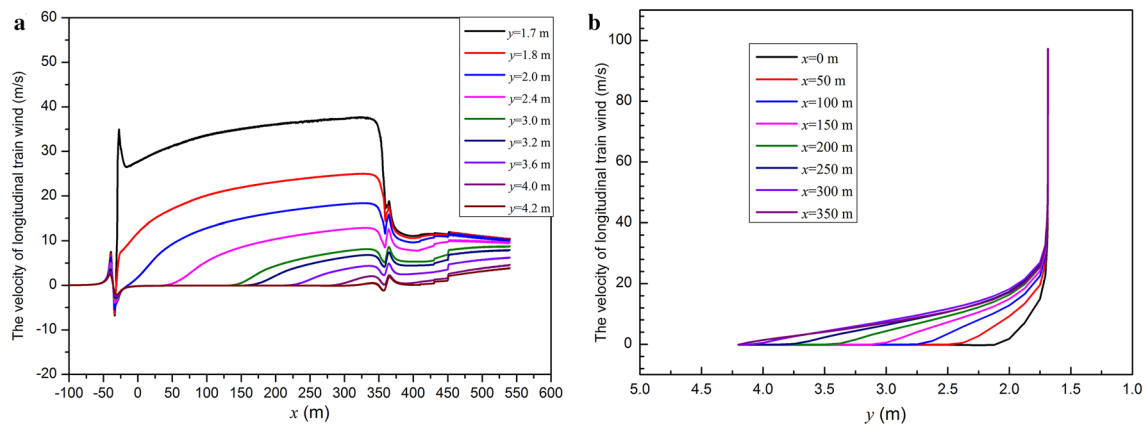 a
The velocity of longitudinal train wind (m/s)
60
50
40
30
20
10
0
-10
-20
-100
-50
0
50
100
150
200
250
300
350
400
450
500
550
600
x (m)
y=1.7 m
y=1.8 m
y=2.0 m
y=2.4 m
y=3.0 m
y=3.2 m
y=3.6 m
y=4.0 m
y=4.2 m
b
The velocity of longitudinal train wind (m/s)
100
80
60
40
20
0
5.0
4.5
4.0
3.5
3.0
2.5
2.0
1.5
1.0
y (m)
x=0 m
x=50 m
x=100 m
x=150 m
x=200 m
x=250 m
x=300 m
x=350 m